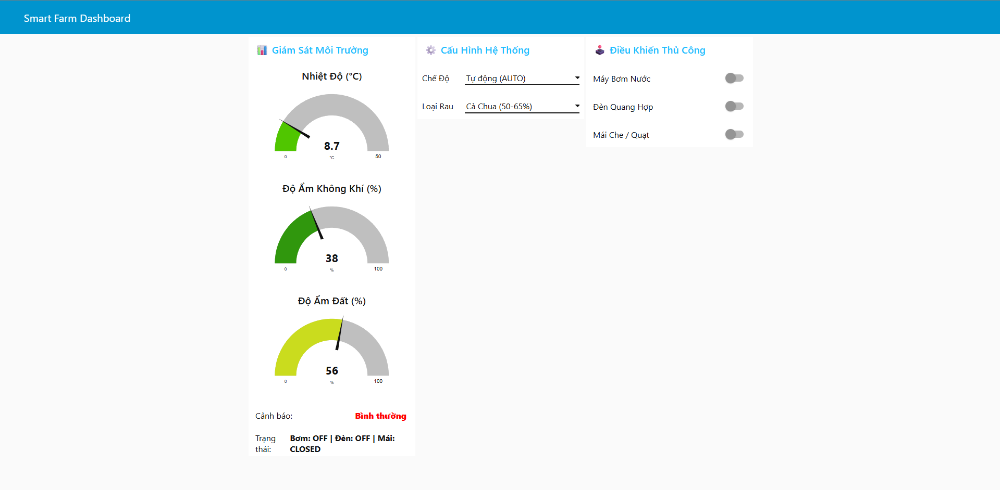 Smart Farm Dashboard
Giám Sát Môi Trường
Nhiệt Độ (°C)
8.7
0
°C
50
Độ Ẩm Không Khí (%)
38
0
%
100
Độ Ẩm Đất (%)
56
0
%
100
Cảnh báo:
Bình thường
Trạng thái:
Bơm: OFF | Đèn: OFF | Mái:
CLOSED
Cấu Hình Hệ Thống
Chế Độ
Tự động (AUTO)
Loại Rau
Cà Chua (50-65%)
Điều Khiển Thủ Công
Máy Bơm Nước
Đèn Quang Hợp
Mái Che / Quạt